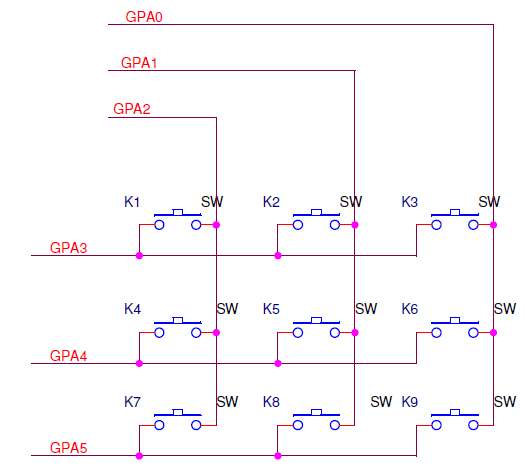 GPA0
GPA1
GPA2
K1 SW K2 SW K3 SW
GPA3
K4 SW K5 SW K6 SW
GPA4
K7 SW K8 SW K9 SW
GPA5